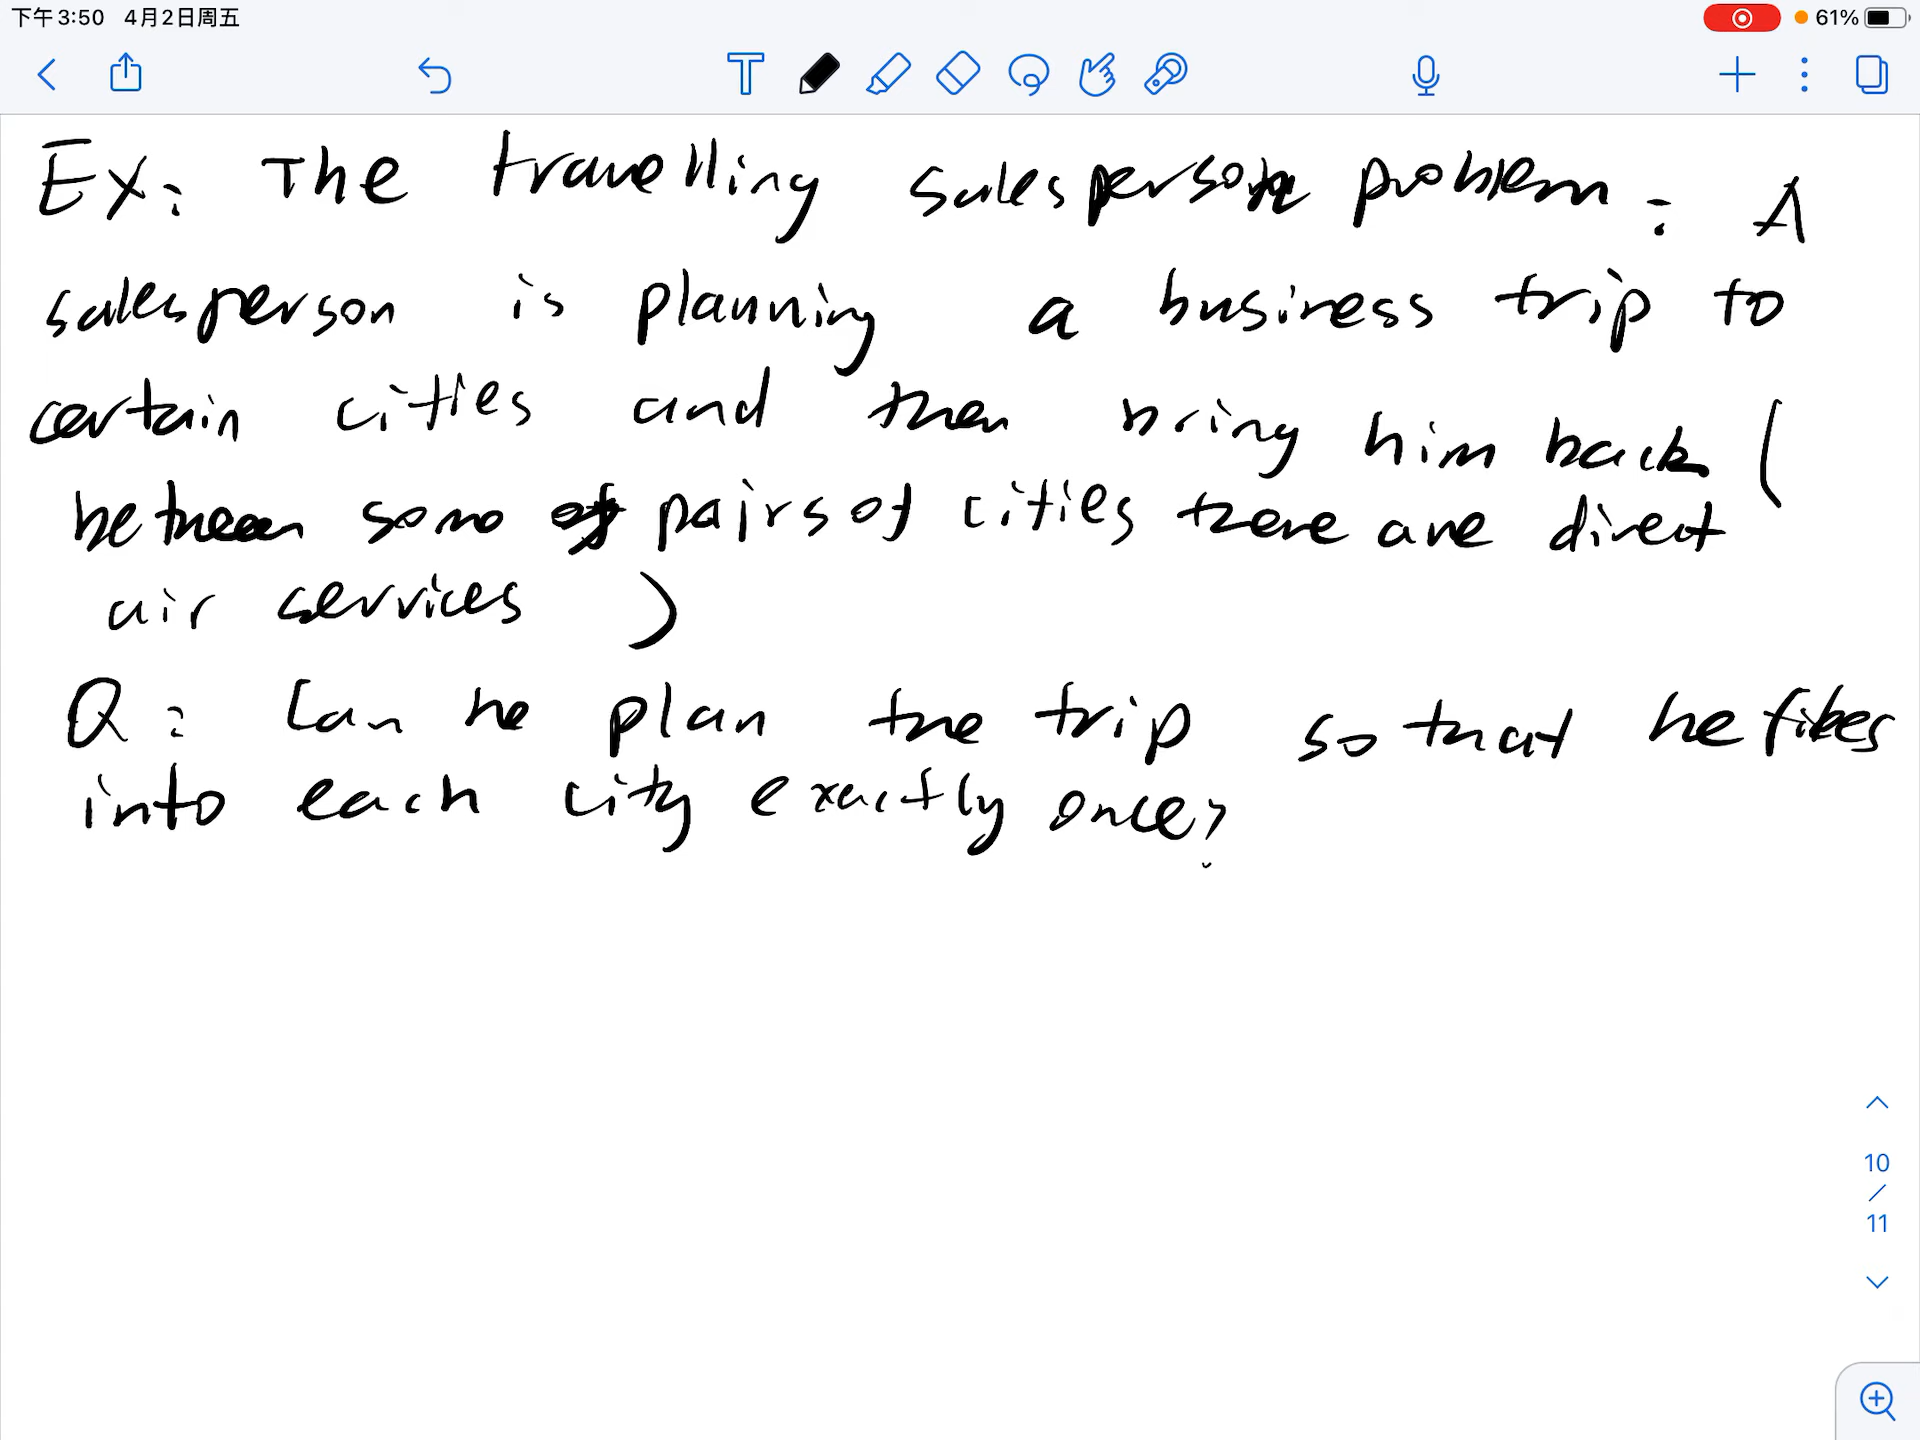 下午3:50 4月2日周五
61%
Ex: The travelling salesperson problem: A
salesperson is planning a business trip to
certain cities and then bring him back (
between some of pairs of cities there are direct
air services )
Q: Can he plan the trip so that he flies
into each city exactly once?
10
/
11